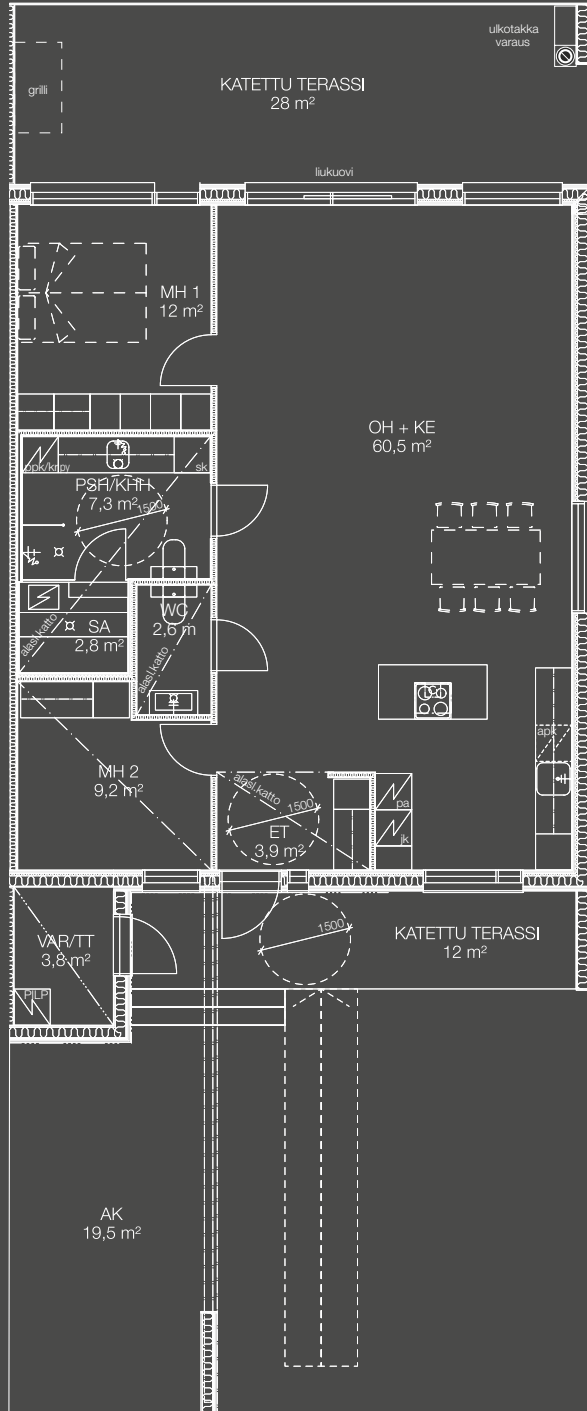 ulkotakka
varaus
grilli
KATETTU TERASSI
28 m²
liukuovi
MH 1
12 m²
OH + KE
60,5 m²
ppk/kr py
sk
PSH/KHH
7,3 m²
1500
WC
2,6 m
SA
2,8 m²
alasl.katto
alasl.katto
apk
MH 2
9,2 m²
alasl.katto
1500
ET
3,9 m²
pa
jk
VAR/TT
3,8 m²
1500
KATETTU TERASSI
12 m²
PILP
AK
19,5 m²